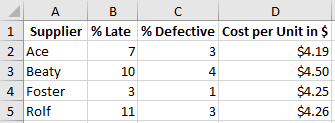 A B C D
1 Supplier % Late % Defective Cost per Unit in $
2 Ace 7 3 $4.19
3 Beaty 10 4 $4.50
4 Foster 3 1 $4.25
5 Rolf 11 3 $4.26